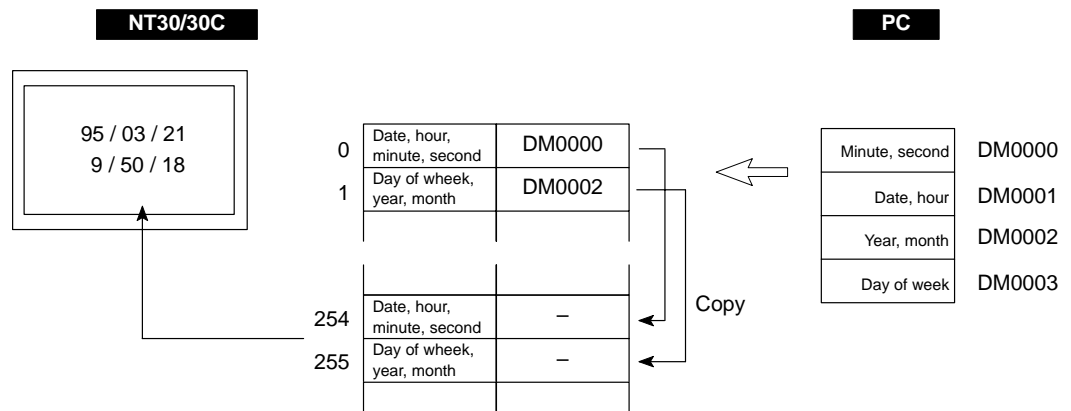 NT30/30C
PC
95 / 03 / 21
9 / 50 / 18
0
Date, hour,
minute, second
DM0000
1
Day of wheek,
year, month
DM0002
254
Date, hour,
minute, second
–
255
Day of wheek,
year, month
–
Copy
Minute, second
DM0000
Date, hour
DM0001
Year, month
DM0002
Day of week
DM0003